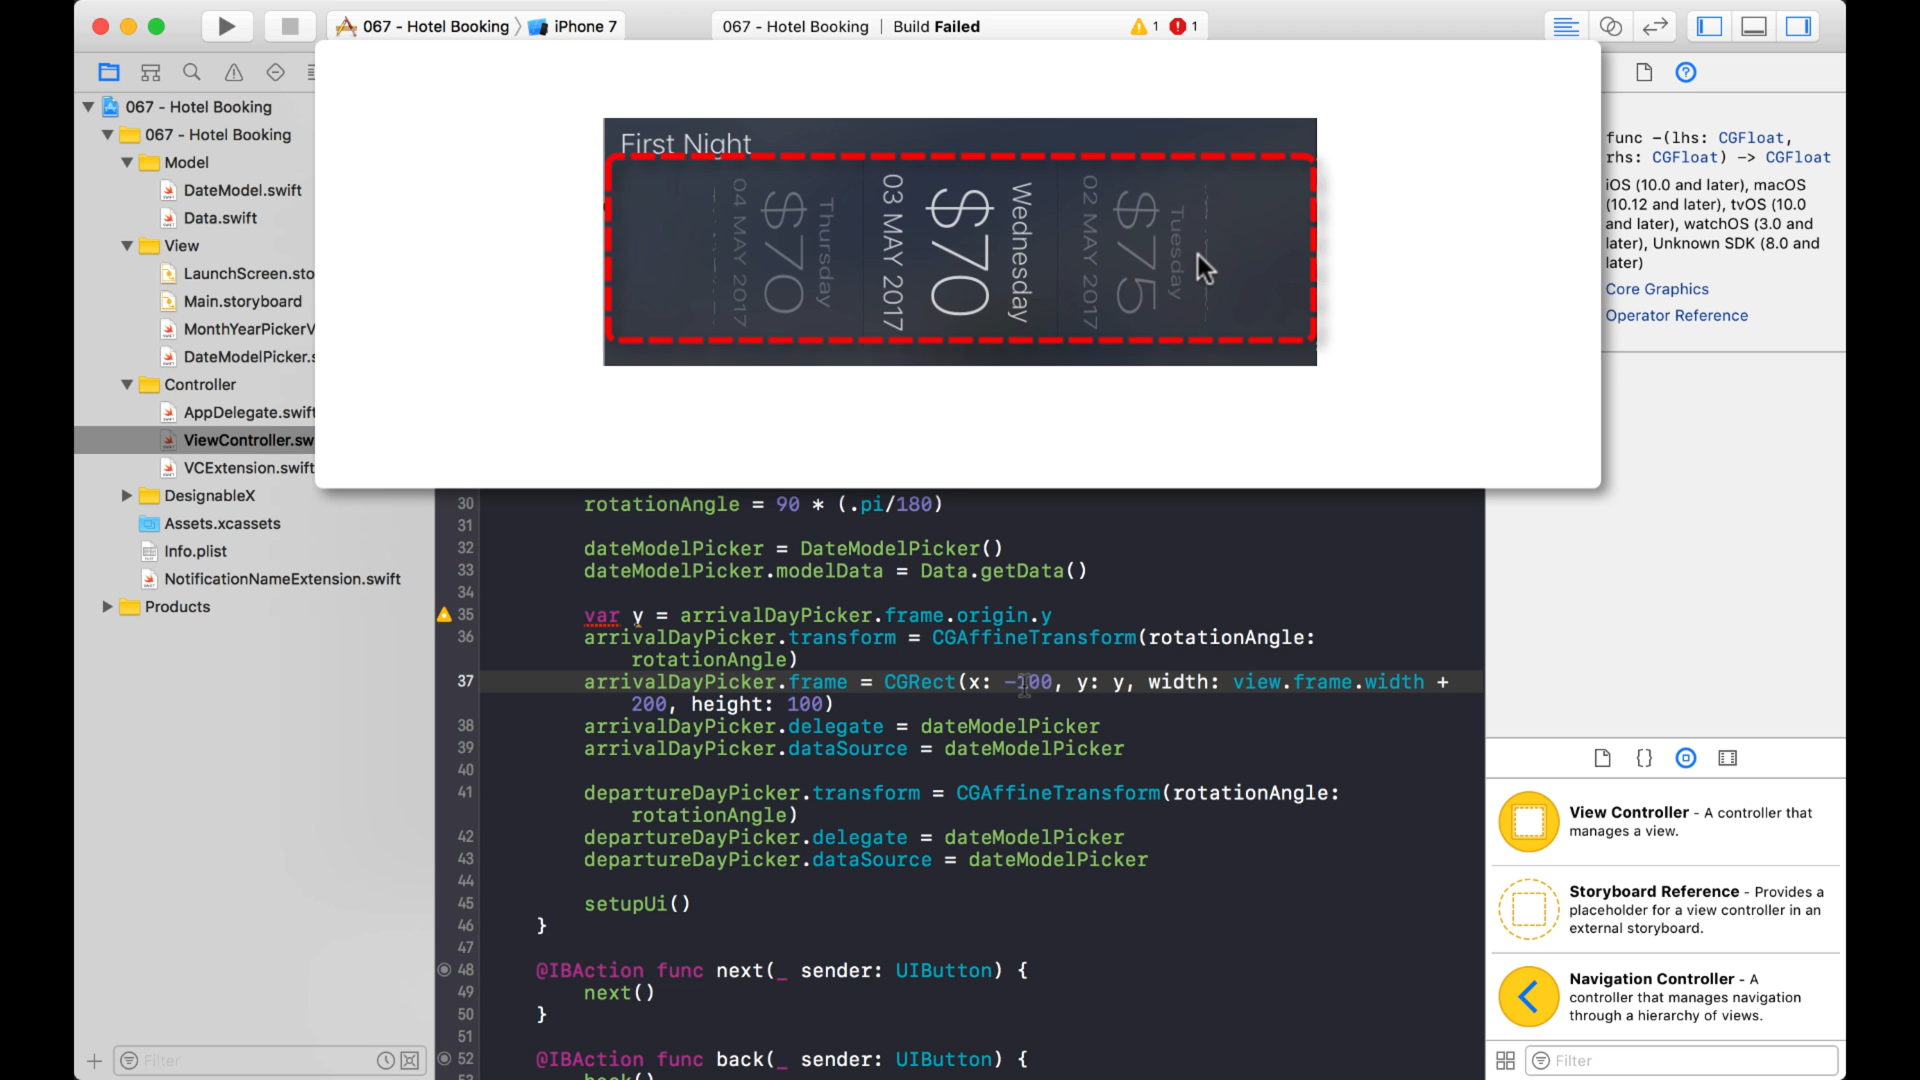 067 - Hotel Booking
iPhone 7
067 - Hotel Booking | Build Failed
1
1
067 - Hotel Booking
067 - Hotel Booking
Model
DateModel.swift
Data.swift
View
LaunchScreen.sto
Main.storyboard
MonthYearPickerV
DateModelPicker.s
Controller
AppDelegate.swift
ViewController.sw
VCExtension.swift
DesignableX
Assets.xcassets
Info.plist
NotificationNameExtension.swift
Products
Filter
First Night
Thursday
$70
04 MAY 2017
Wednesday
$70
03 MAY 2017
Tuesday
$75
02 MAY 2017
30 rotationAngle = 90 * (.pi/180)
31
32 dateModelPicker = DateModelPicker()
33 dateModelPicker.modelData = Data.getData()
34
35 var y = arrivalDayPicker.frame.origin.y
36 arrivalDayPicker.transform = CGAffineTransform(rotationAngle:
rotationAngle)
37 arrivalDayPicker.frame = CGRect(x: -100, y: y, width: view.frame.width +
200, height: 100)
38 arrivalDayPicker.delegate = dateModelPicker
39 arrivalDayPicker.dataSource = dateModelPicker
40
41 departureDayPicker.transform = CGAffineTransform(rotationAngle:
rotationAngle)
42 departureDayPicker.delegate = dateModelPicker
43 departureDayPicker.dataSource = dateModelPicker
44
45 setupUi()
46 }
47
48 @IBAction func next(_ sender: UIButton) {
49 next()
50 }
51
52 @IBAction func back(_ sender: UIButton) {
func -(lhs: CGFloat,
rhs: CGFloat) -> CGFloat
iOS (10.0 and later), macOS
(10.12 and later), tvOS (10.0
and later), watchOS (3.0 and
later), Unknown SDK (8.0 and
later)
Core Graphics
Operator Reference
View Controller - A controller that
manages a view.
Storyboard Reference - Provides a
placeholder for a view controller in an
external storyboard.
Navigation Controller - A
controller that manages navigation
through a hierarchy of views.
Filter